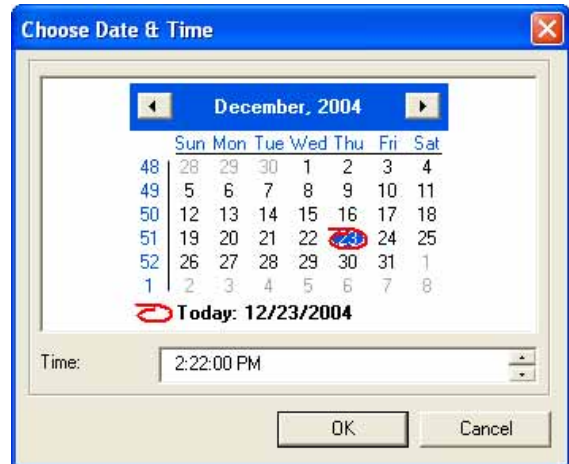 Choose Date & Time
December, 2004
Sun Mon Tue Wed Thu Fri Sat
48 28 29 30 1 2 3 4
49 5 6 7 8 9 10 11
50 12 13 14 15 16 17 18
51 19 20 21 22 23 24 25
52 26 27 28 29 30 31 1
1 2 3 4 5 6 7 8
Today: 12/23/2004
Time: 2:22:00 PM
OK Cancel